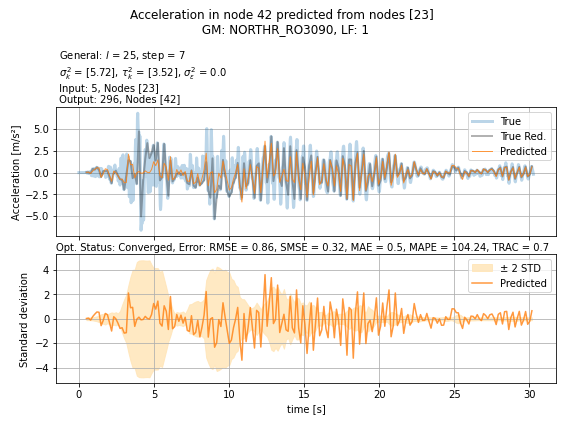 Acceleration in node 42 predicted from nodes [23]
GM: NORTHR_RO3090, LF: 1
General: l = 25, step = 7
σ²ₖ = [5.72], τ²ₖ = [3.52], σ²ε = 0.0
Input: 5, Nodes [23]
Output: 296, Nodes [42]
Acceleration [m/s²]
5.0
2.5
0.0
−2.5
−5.0
True
True Red.
Predicted
Opt. Status: Converged, Error: RMSE = 0.86, SMSE = 0.32, MAE = 0.5, MAPE = 104.24, TRAC = 0.7
Standard deviation
4
2
0
−2
−4
± 2 STD
Predicted
0 5 10 15 20 25 30
time [s]